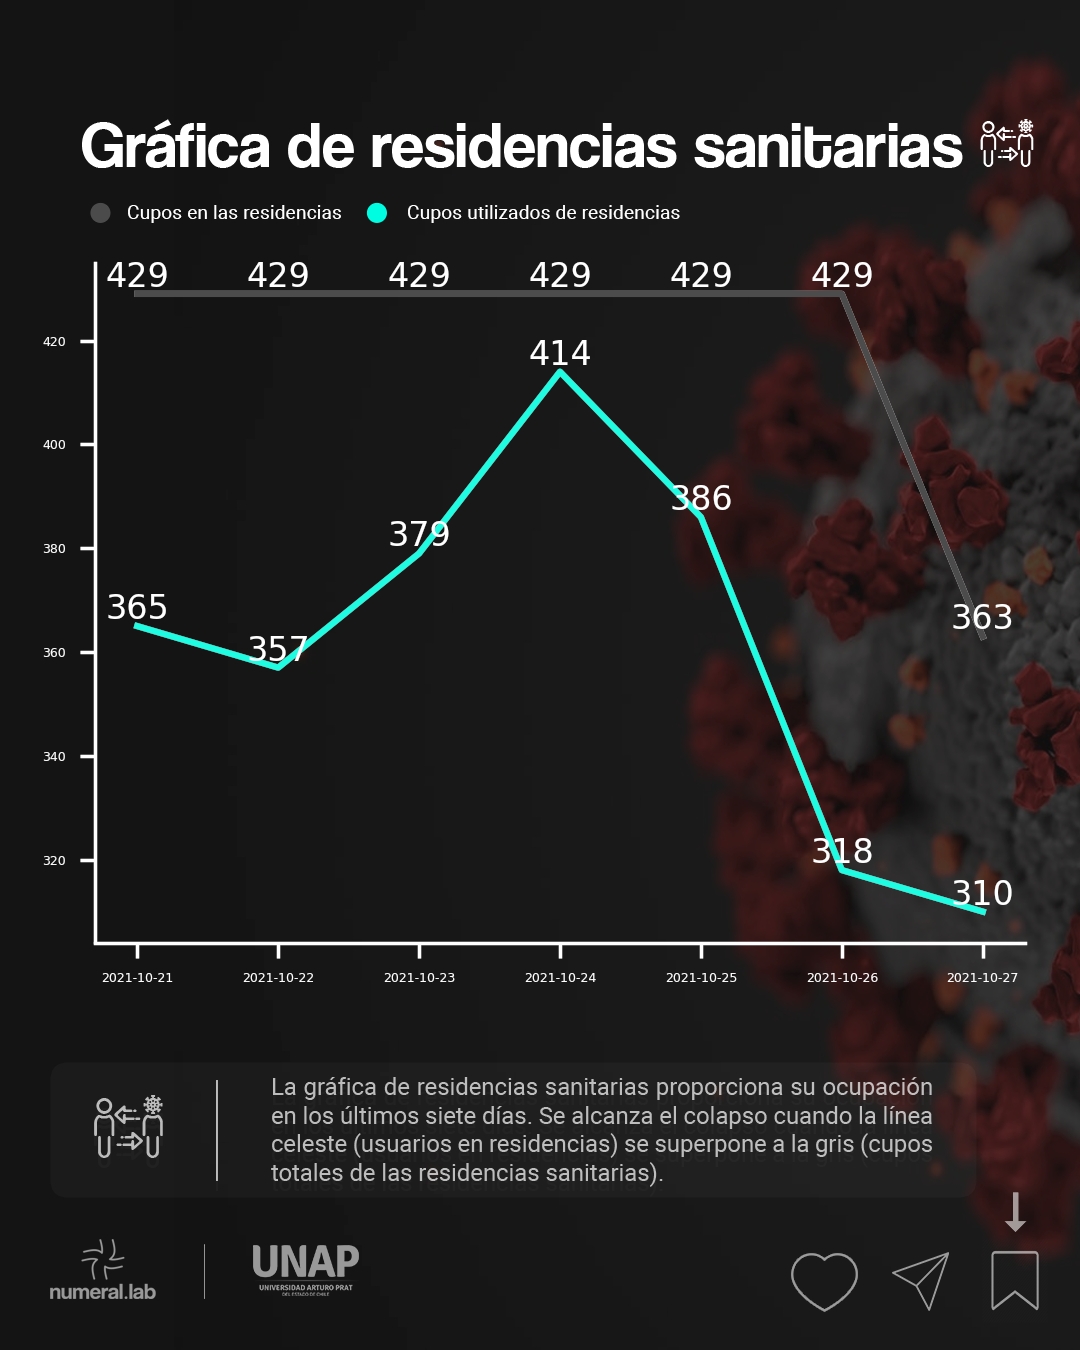 Gráfica de residencias sanitarias
Cupos en las residencias
Cupos utilizados de residencias
429 429 429 429 429 429
420
414
400
386
380
379
365
363
360
357
340
320
318
310
2021-10-21 2021-10-22 2021-10-23 2021-10-24 2021-10-25 2021-10-26 2021-10-27
La gráfica de residencias sanitarias proporciona su ocupación
en los últimos siete días. Se alcanza el colapso cuando la línea
celeste (usuarios en residencias) se superpone a la gris (cupos
totales de las residencias sanitarias).
numeral.lab
UNAP
UNIVERSIDAD ARTURO PRAT
DEL ESTADO DE CHILE